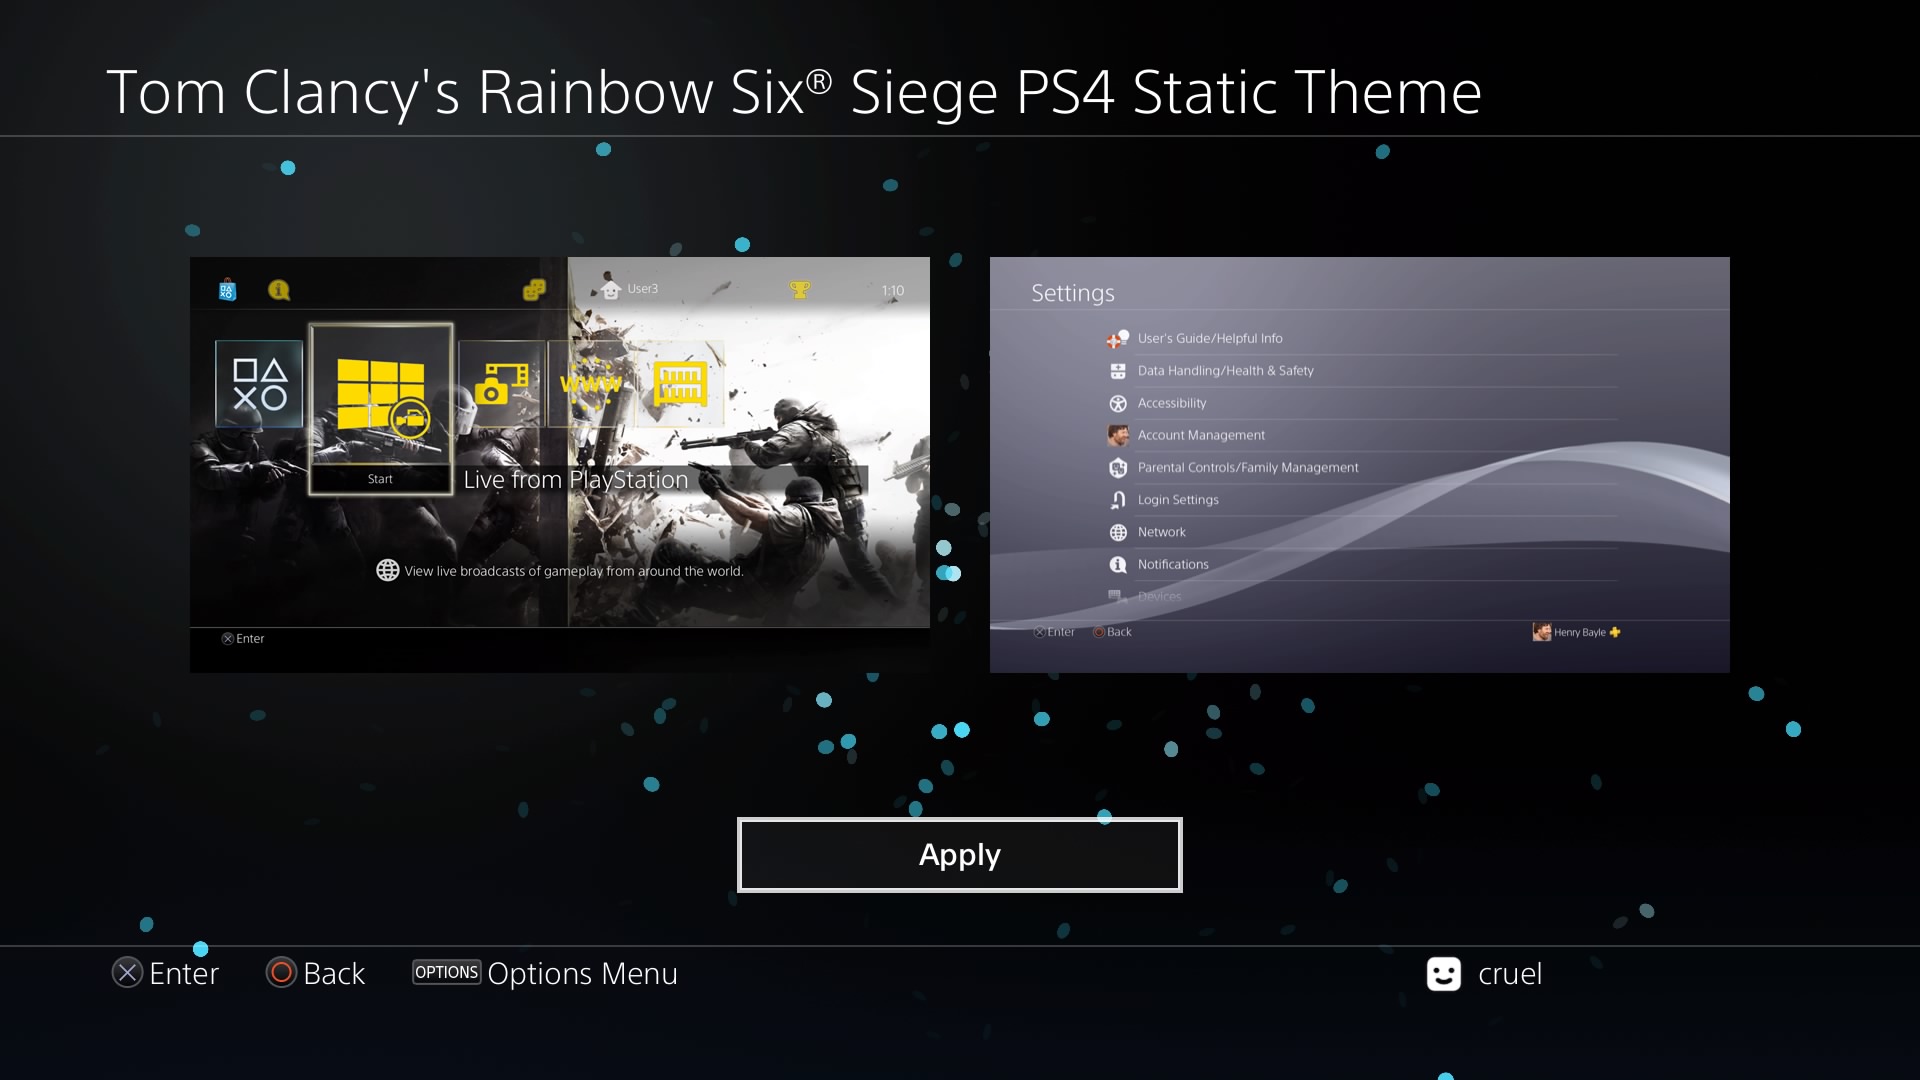 Tom Clancy's Rainbow Six® Siege PS4 Static Theme
User3
1:10
www
Start
Live from PlayStation
View live broadcasts of gameplay from around the world.
Enter
Settings
User's Guide/Helpful Info
Data Handling/Health & Safety
Accessibility
Account Management
Parental Controls/Family Management
Login Settings
Network
Notifications
Devices
Enter Back
Henry Bayle
Apply
Enter Back OPTIONS Options Menu
cruel